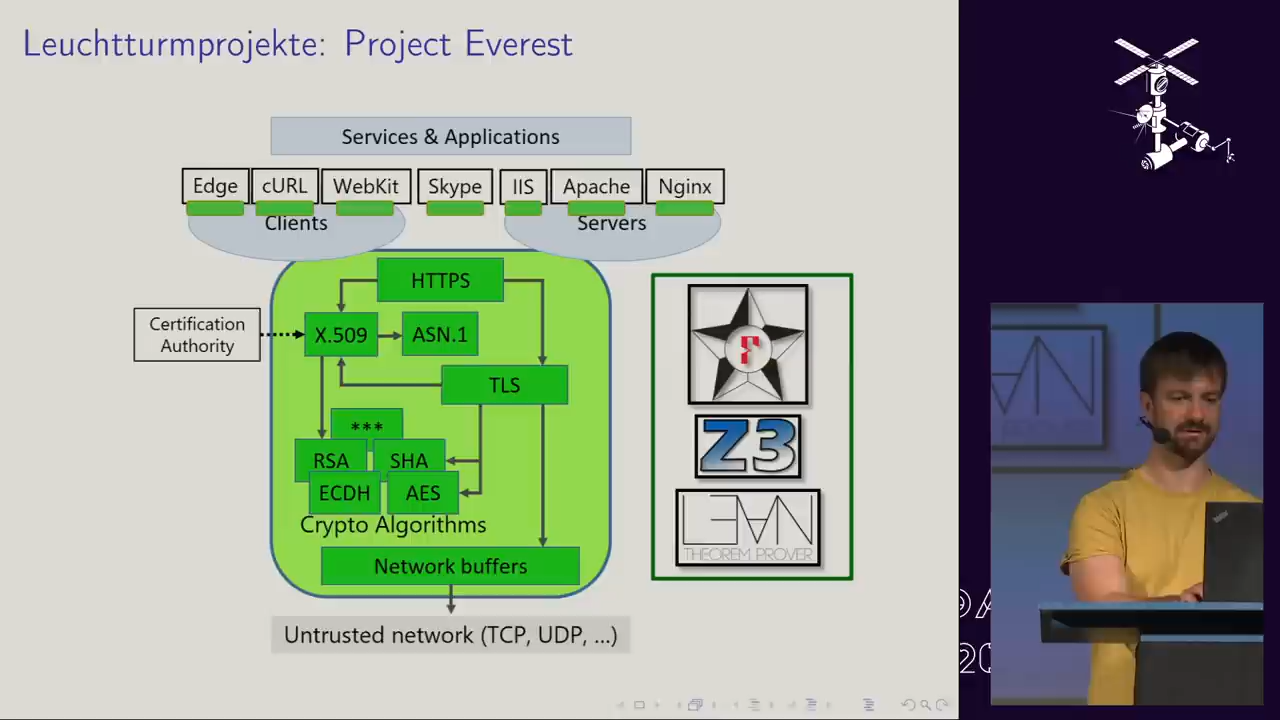 Leuchtturmprojekte: Project Everest
Services & Applications
Edge cURL WebKit Skype IIS Apache Nginx
Clients Servers
HTTPS
Certification
Authority
X.509 ASN.1
TLS
***
RSA SHA
ECDH AES
Crypto Algorithms
Network buffers
Untrusted network (TCP, UDP, ...)
F
Z3
LEAN
THEOREM PROVER